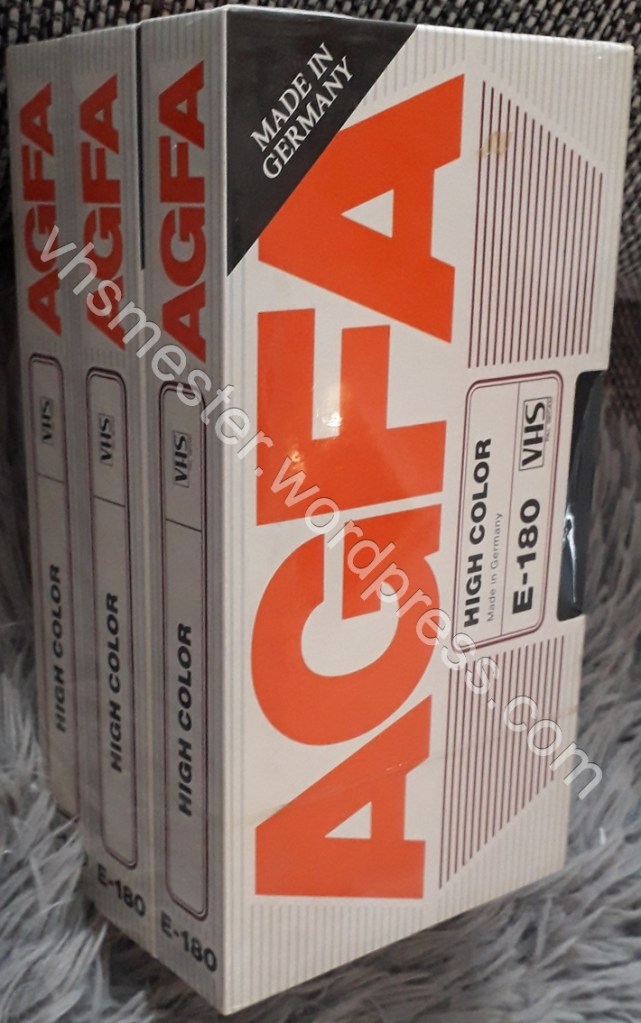 AGFA
VHS
HIGH COLOR
AGFA
VHS
HIGH COLOR
E-180
AGFA
VHS
HIGH COLOR
E-180
MADE IN
GERMANY
AGFA
HIGH COLOR
Made in Germany
E-180
VHS
vhsmester.wordpress.com